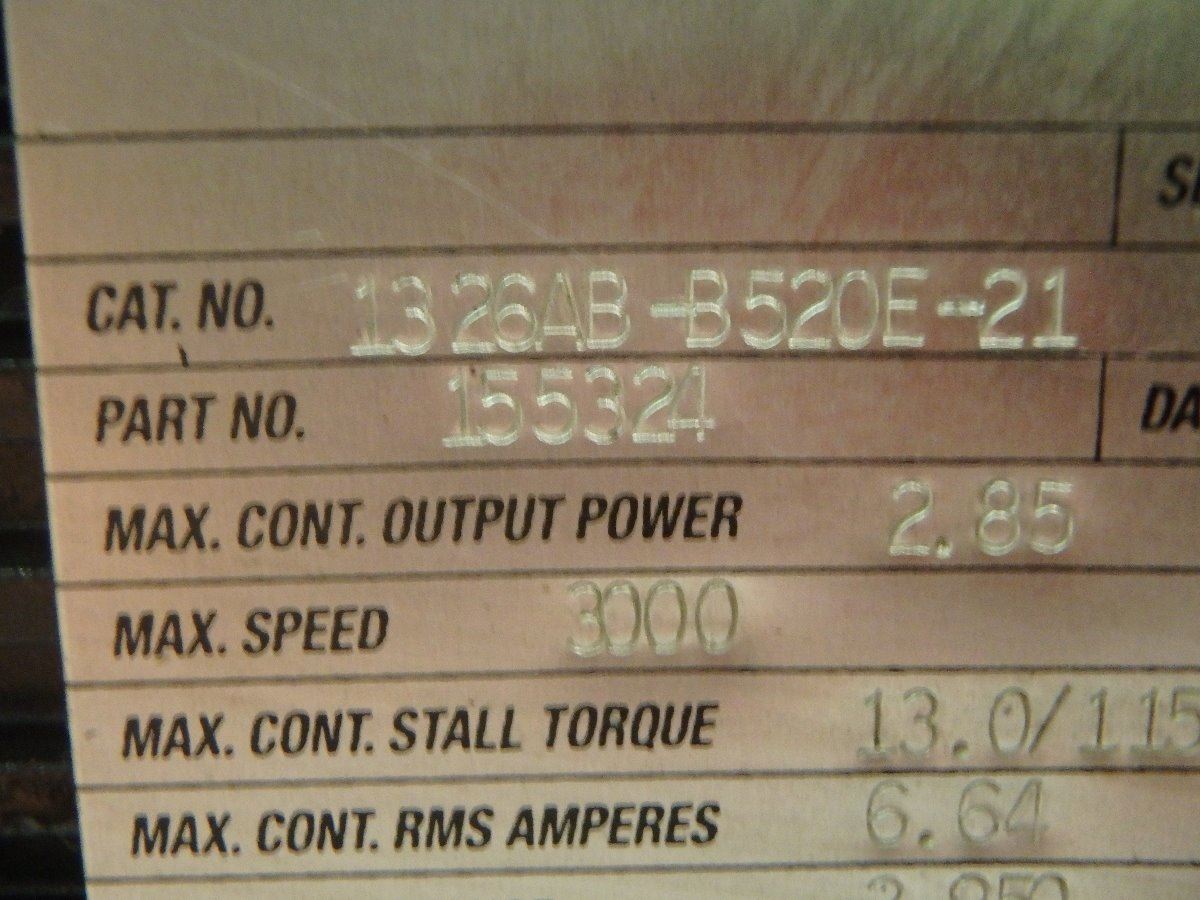 CAT. NO. 1326AB-B520E-21
PART NO. 155324 DA
MAX. CONT. OUTPUT POWER 2.85
MAX. SPEED 3000
MAX. CONT. STALL TORQUE 13.0/115
MAX. CONT. RMS AMPERES 6.64